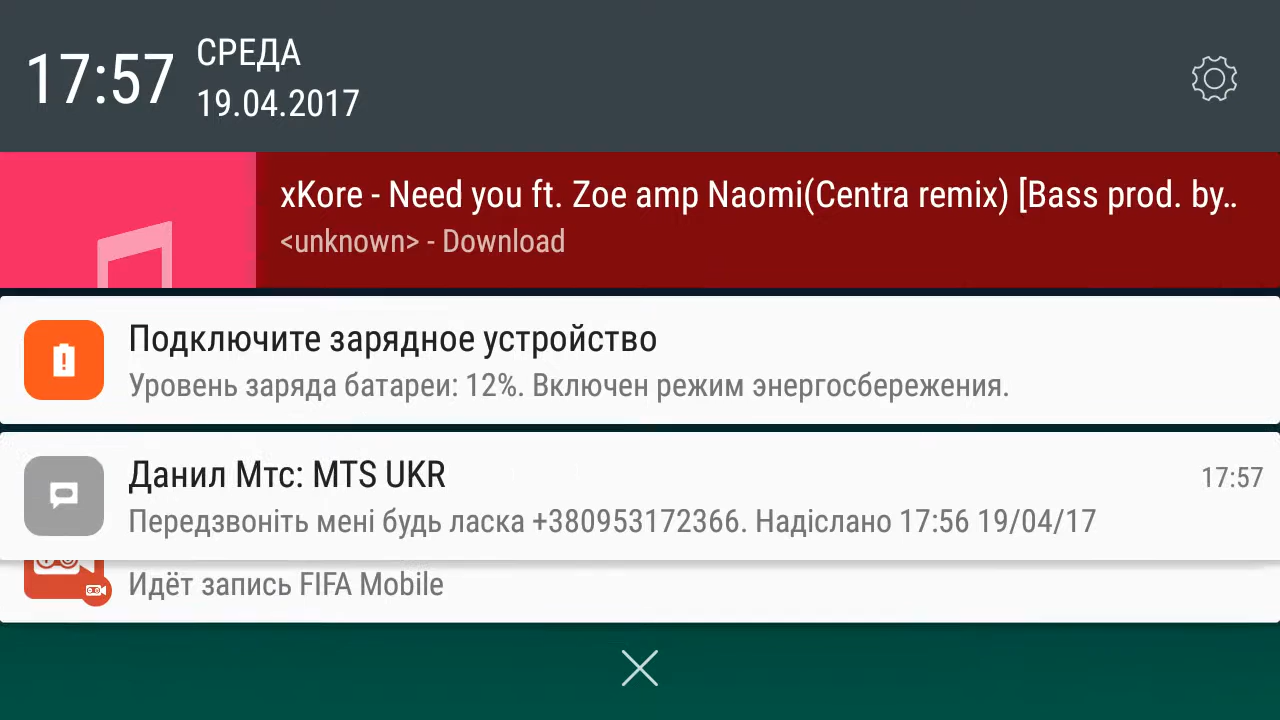 17:57
СРЕДА
19.04.2017
xKore - Need you ft. Zoe amp Naomi(Centra remix) [Bass prod. by..
<unknown> - Download
Подключите зарядное устройство
Уровень заряда батареи: 12%. Включен режим энергосбережения.
Данил Мтс: MTS UKR
17:57
Передзвоніть мені будь ласка +380953172366. Надіслано 17:56 19/04/17
Идёт запись FIFA Mobile